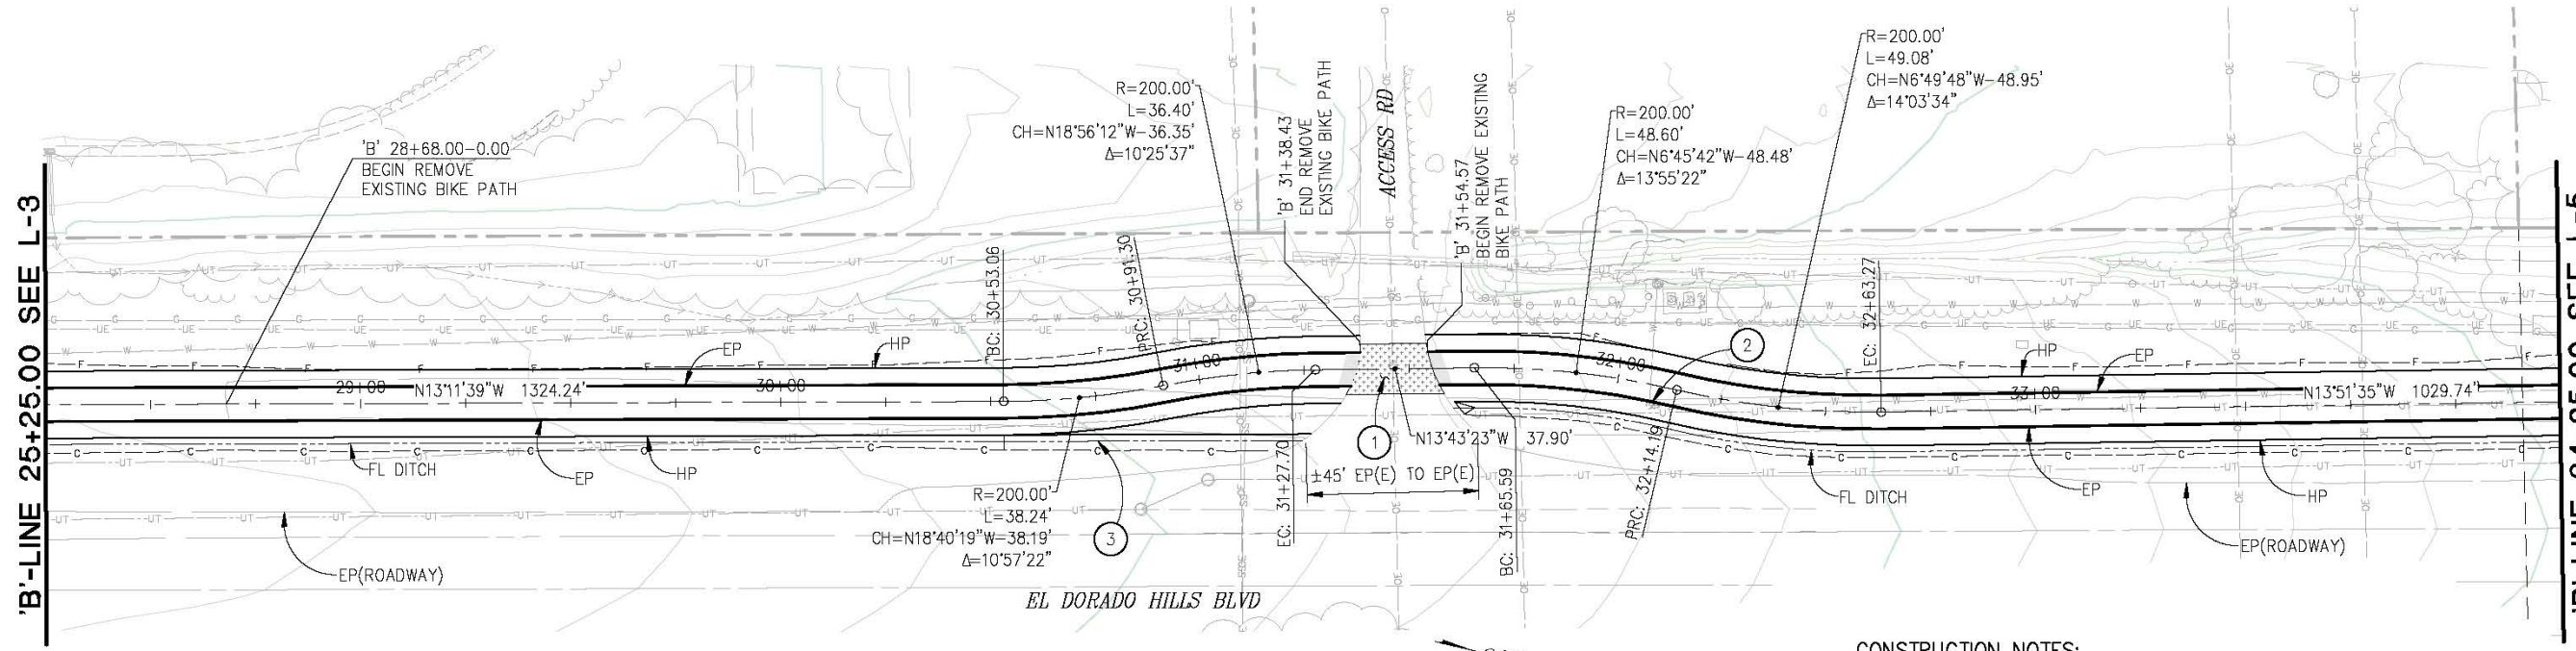 'B'-LINE 25+25.00 SEE L-3
'B' 28+68.00-0.00
BEGIN REMOVE
EXISTING BIKE PATH
R=200.00'
L=36.40'
CH=N18°56'12"W-36.35'
Δ=10°25'37"
'B' 31+38.43
END REMOVE
EXISTING BIKE PATH
ACCESS RD
'B' 31+54.57
BEGIN REMOVE EXISTING
BIKE PATH
R=200.00'
L=48.60'
CH=N6°45'42"W-48.48'
Δ=13°55'22"
R=200.00'
L=49.08'
CH=N6°49'48"W-48.95'
Δ=14°03'34"
BC: 30+53.06
PRC: 30+91.30
EC: 32+63.27
EP
HP
29+00
N13°11'39"W 1324.24'
30+00
31+00
32+00
2
HP
EP
33+00
N13°51'35"W 1029.74'
FL DITCH
EP
HP
R=200.00'
L=38.24'
CH=N18°40'19"W-38.19'
Δ=10°57'22"
3
EC: 31+27.70
1
N13°43'23"W 37.90'
±45' EP(E) TO EP(E)
BC: 31+65.59
PRC: 32+14.19
FL DITCH
EP
HP
EP(ROADWAY)
EP(ROADWAY)
EL DORADO HILLS BLVD
CONSTRUCTION NOTES: